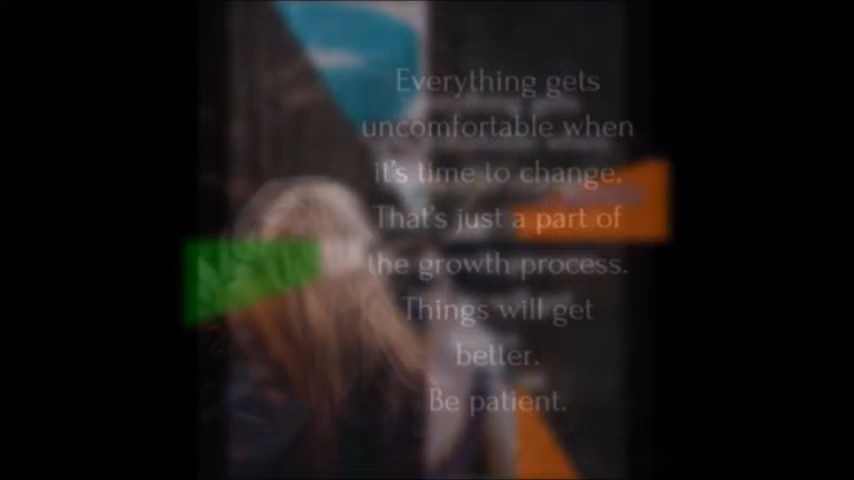 Everything gets
uncomfortable when
it's time to change.
That's just a part of
the growth process.
Things will get
better.
Be patient.